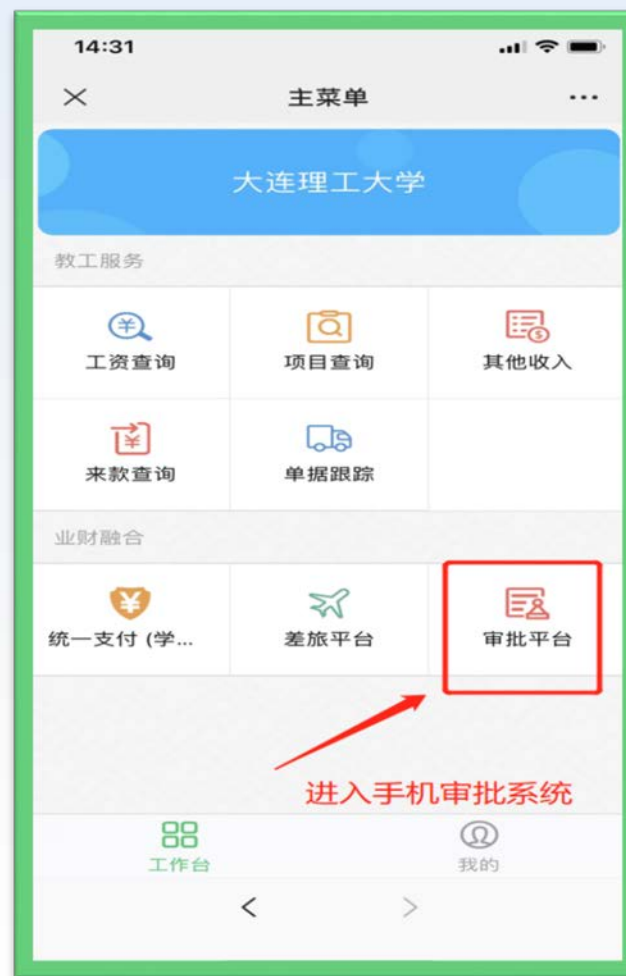 14:31
主菜单
大连理工大学
教工服务
工资查询
项目查询
其他收入
来款查询
单据跟踪
业财融合
统一支付 (学...
差旅平台
审批平台
进入手机审批系统
工作台
我的